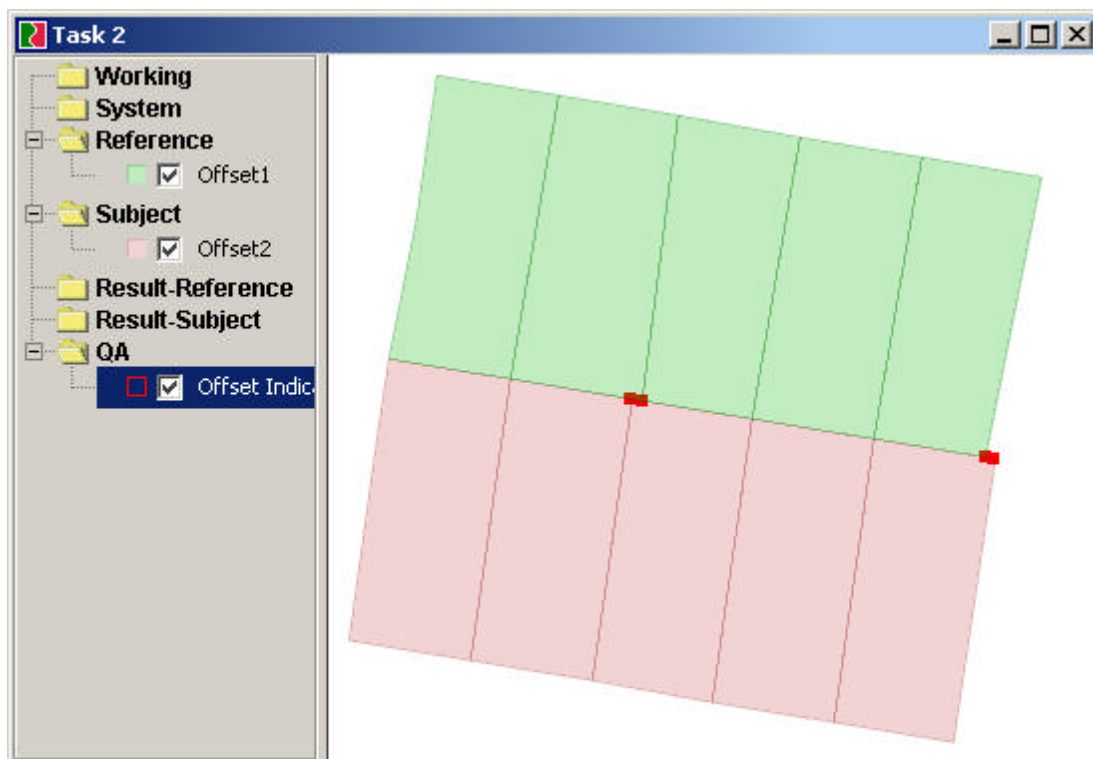 Task 2
Working
System
Reference
Offset1
Subject
Offset2
Result-Reference
Result-Subject
QA
Offset Indic